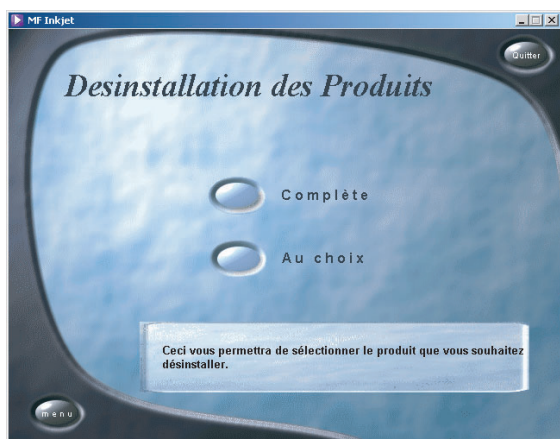 MF Inkjet
Quitter
Desinstallation des Produits
Complète
Au choix
Ceci vous permettra de sélectionner le produit que vous souhaitez
désinstaller.
menu